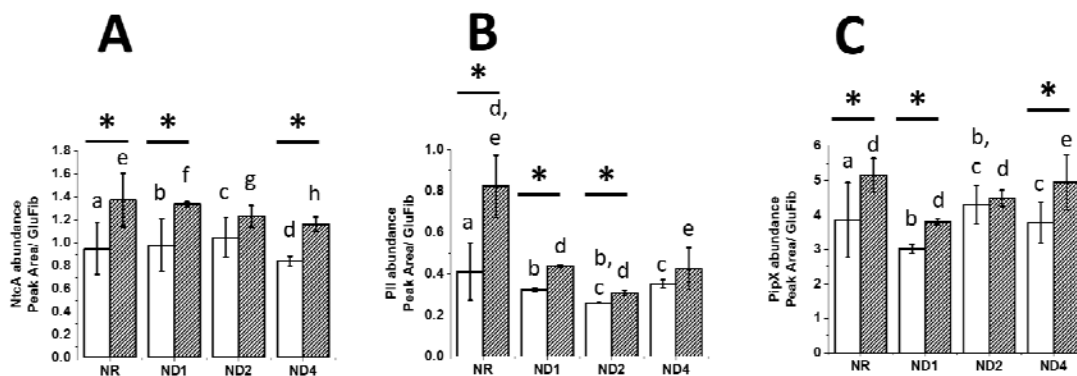 A
B
C
*
*
*
NtcA abundance
Peak Area/ GluFib
1.8
1.6
1.4
1.2
1.0
0.8
0.6
0.4
0.2
0.0
a
e
b
f
c
g
d
h
NR
ND1
ND2
ND4
*
*
*
PII abundance
Peak Area/ GluFib
1.0
0.8
0.6
0.4
0.2
0.0
a
d,
e
b
d
b,
c
d
c
e
NR
ND1
ND2
ND4
*
*
*
PipX abundance
Peak Area/ GluFib
6
5
4
3
2
1
0
a
d
b
d
b,
c
d
c
e
NR
ND1
ND2
ND4